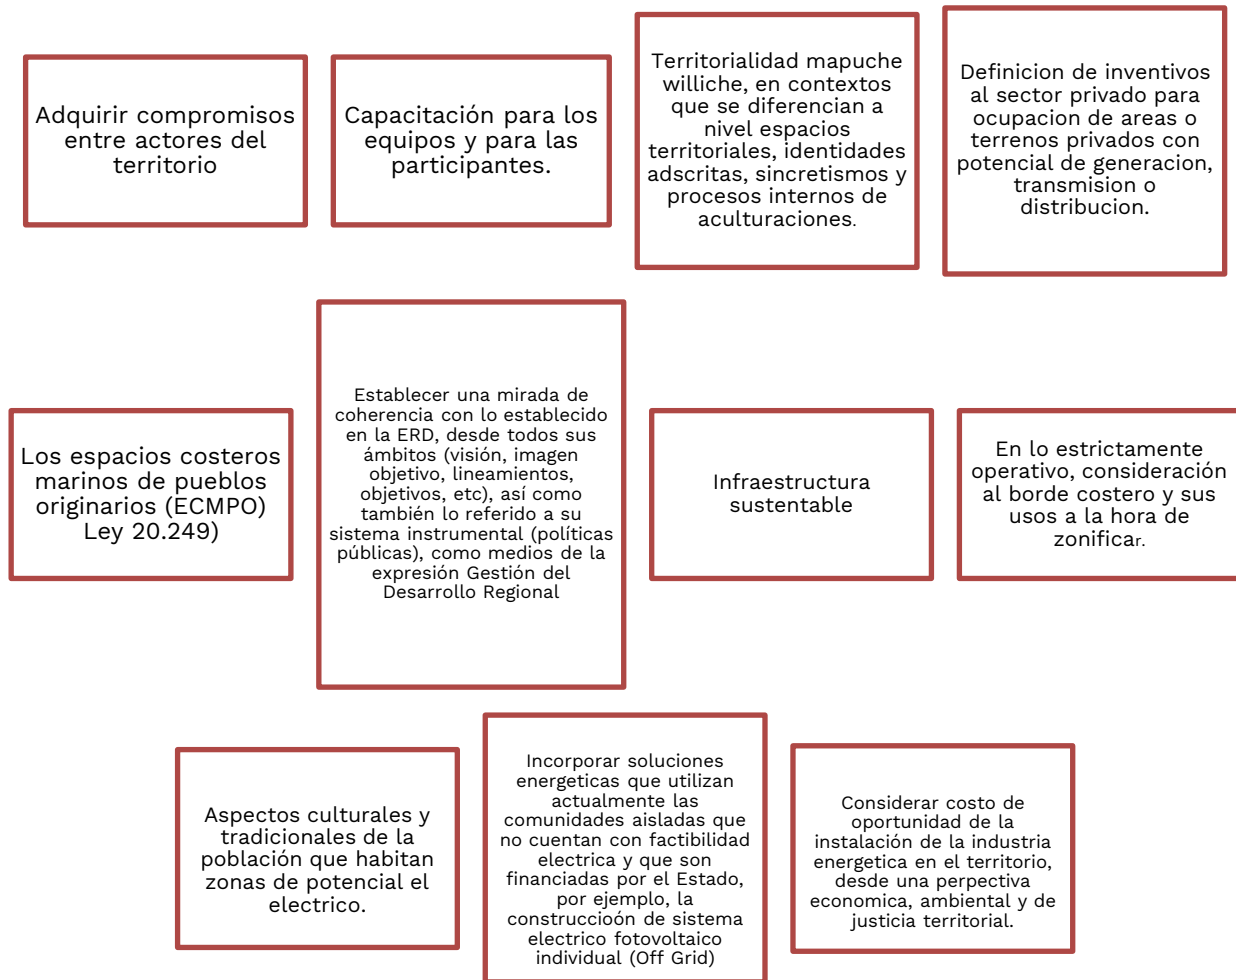 Adquirir compromisos
entre actores del
territorio
Capacitación para los
equipos y para las
participantes.
Territorialidad mapuche
williche, en contextos
que se diferencian a
nivel espacios
territoriales, identidades
adscritas, sincretismos y
procesos internos de
aculturaciones.
Definicion de inventivos
al sector privado para
ocupacion de areas o
terrenos privados con
potencial de generacion,
transmision o
distribucion.
Los espacios costeros
marinos de pueblos
originarios (ECMPO)
Ley 20.249)
Establecer una mirada de
coherencia con lo establecido
en la ERD, desde todos sus
ámbitos (visión, imagen
objetivo, lineamientos,
objetivos, etc), así como
también lo referido a su
sistema instrumental (políticas
públicas), como medios de la
expresión Gestión del
Desarrollo Regional
Infraestructura
sustentable
En lo estrictamente
operativo, consideración
al borde costero y sus
usos a la hora de
zonificar.
Aspectos culturales y
tradicionales de la
población que habitan
zonas de potencial el
electrico.
Incorporar soluciones
energeticas que utilizan
actualmente las
comunidades aisladas que
no cuentan con factibilidad
electrica y que son
financiadas por el Estado,
por ejemplo, la
construccioón de sistema
electrico fotovoltaico
individual (Off Grid)
Considerar costo de
oportunidad de la
instalación de la industria
energetica en el territorio,
desde una perpectiva
economica, ambiental y de
justicia territorial.